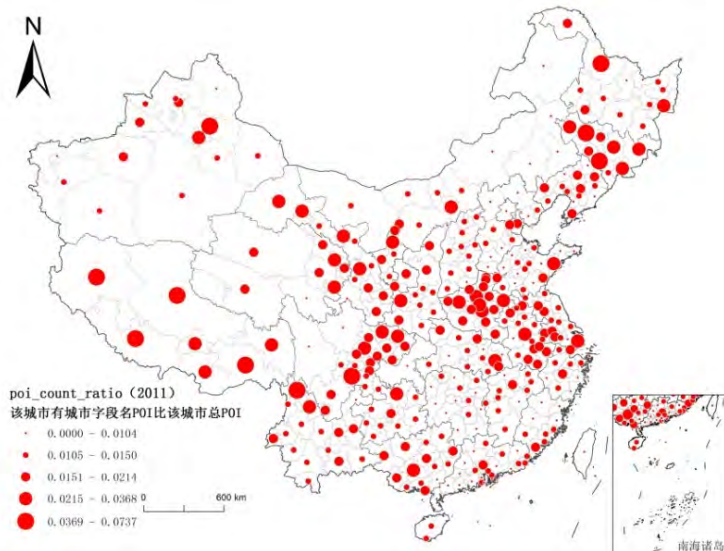 N
poi_count_ratio（2011）
该城市有城市字段名POI比该城市总POI
0.0000 - 0.0104
0.0105 - 0.0150
0.0151 - 0.0214
0.0215 - 0.0368
0.0369 - 0.0737
0 600 km
南海诸岛